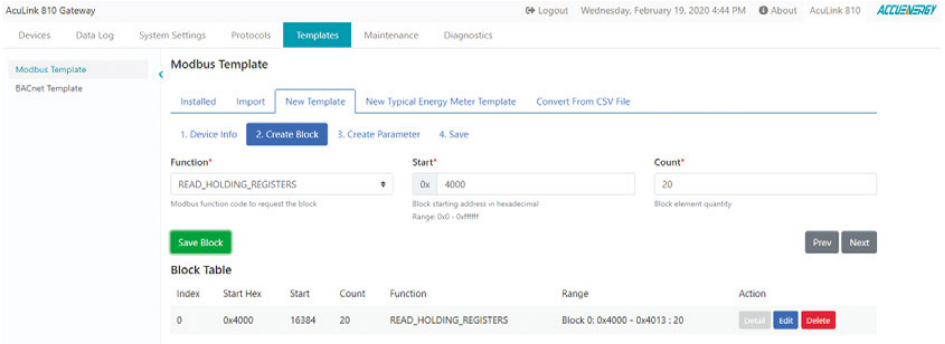 AcuLink 810 Gateway Logout Wednesday, February 19, 2020 4:44 PM About AcuLink 810 ACCUENERGY
Devices Data Log System Settings Protocols Templates Maintenance Diagnostics
Modbus Template
BACnet Template
Modbus Template
Installed Import New Template New Typical Energy Meter Template Convert From CSV File
1. Device Info 2. Create Block 3. Create Parameter 4. Save
Function* Start* Count*
READ_HOLDING_REGISTERS 0x 4000 20
Modbus function code to request the block Block starting address in hexadecimal Block element quantity
Range: 0x0 - 0xffffff
Save Block Prev Next
Block Table
Index Start Hex Start Count Function Range Action
0 0x4000 16384 20 READ_HOLDING_REGISTERS Block 0: 0x4000 - 0x4013 : 20 Detail Edit Delete